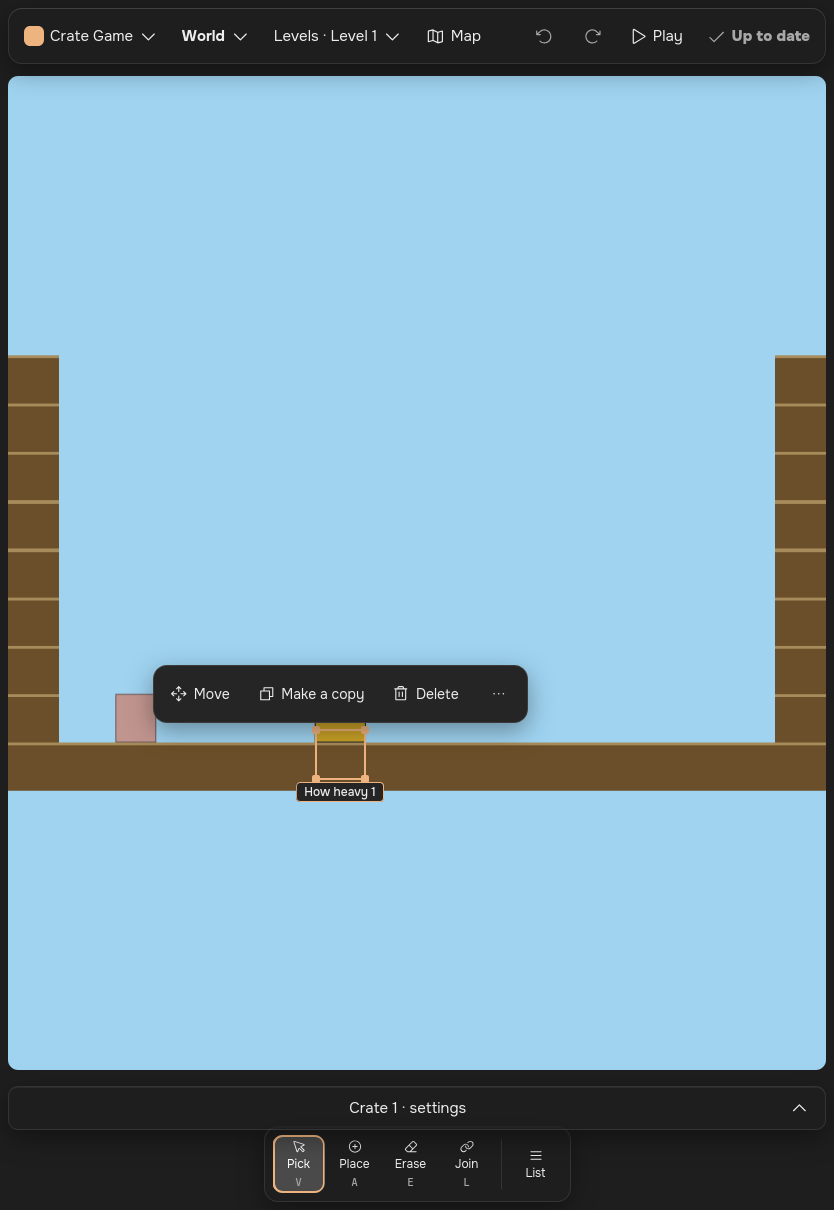 Crate Game World Levels · Level 1 Map Play Up to date
Move Make a copy Delete ···
How heavy 1
Crate 1 · settings
Pick Place Erase Join List
V A E L